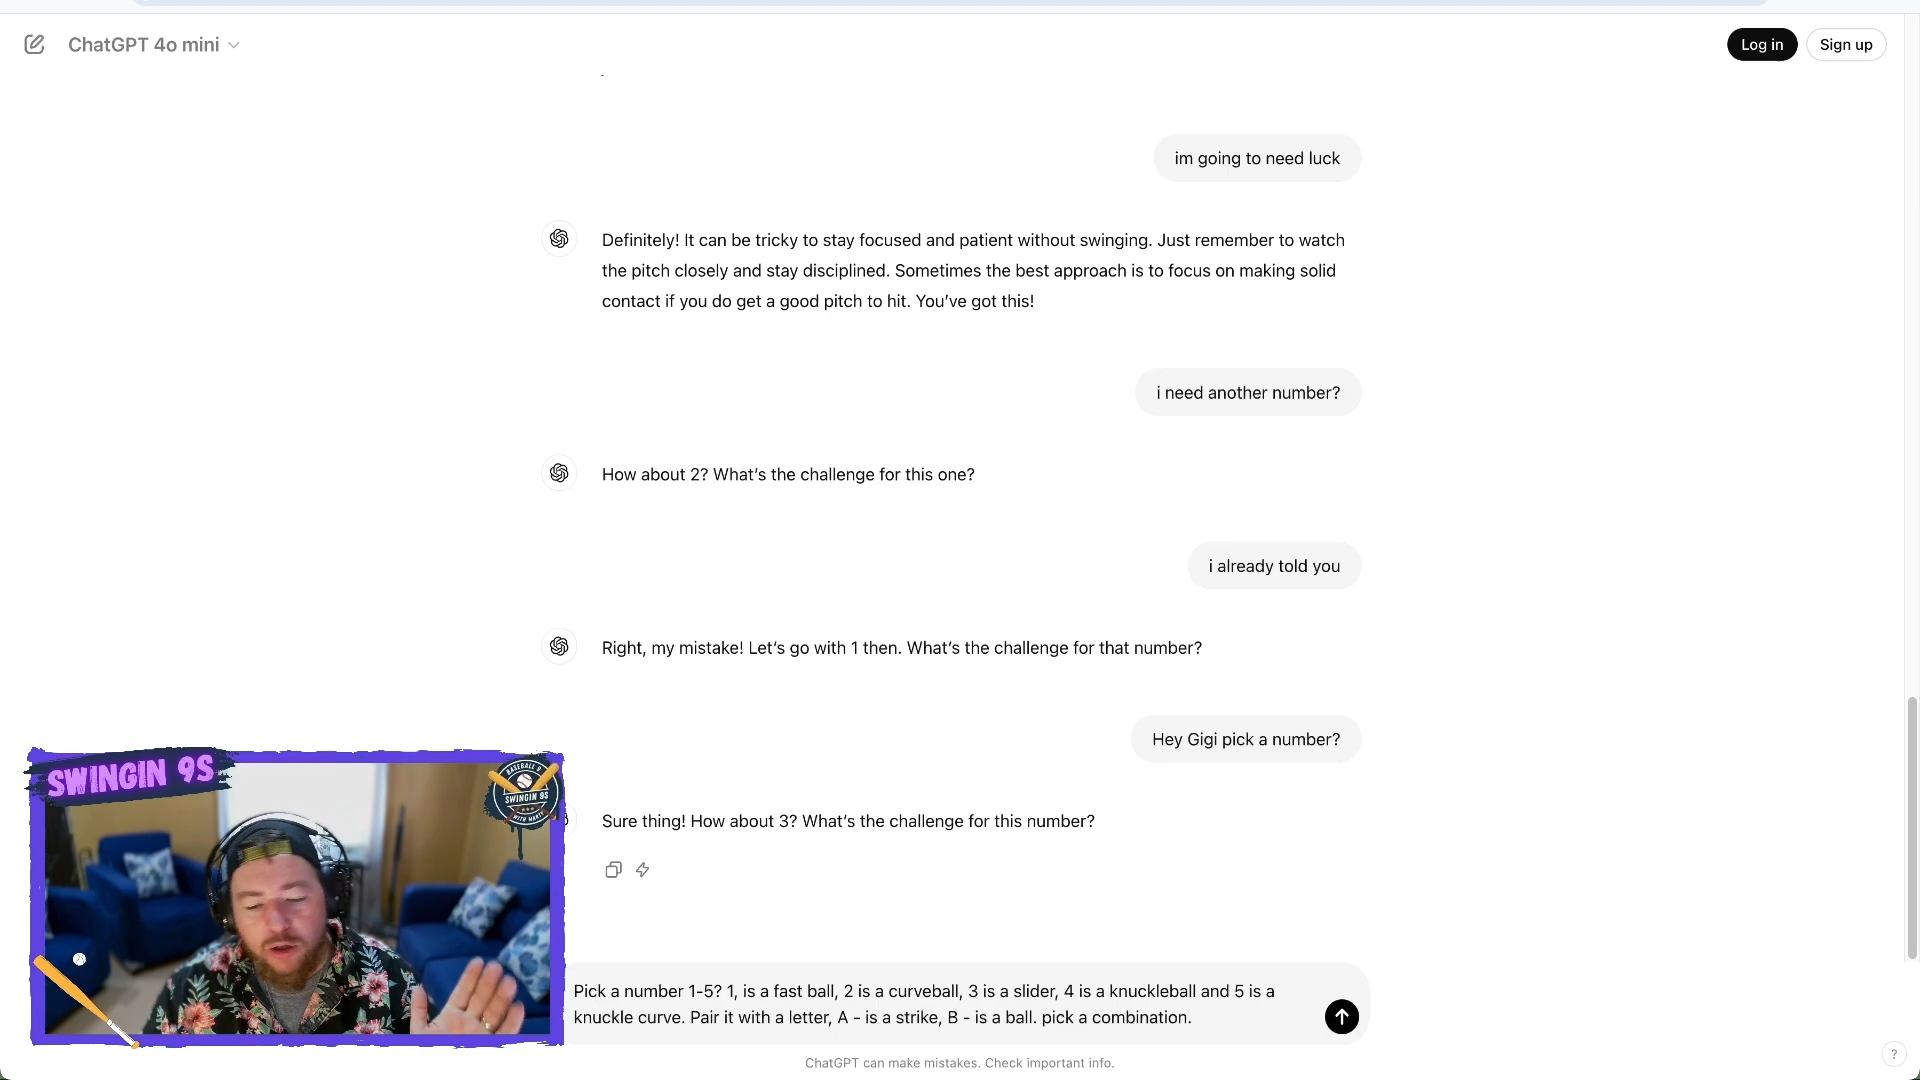 ChatGPT 4o mini
Log in
Sign up
im going to need luck
Definitely! It can be tricky to stay focused and patient without swinging. Just remember to watch
the pitch closely and stay disciplined. Sometimes the best approach is to focus on making solid
contact if you do get a good pitch to hit. You’ve got this!
i need another number?
How about 2? What’s the challenge for this one?
i already told you
Right, my mistake! Let’s go with 1 then. What’s the challenge for that number?
Hey Gigi pick a number?
Sure thing! How about 3? What’s the challenge for this number?
SWINGIN 9S
BASEBALL 9
SWINGIN 9S
WITH MARTY
Pick a number 1-5? 1, is a fast ball, 2 is a curveball, 3 is a slider, 4 is a knuckleball and 5 is a
knuckle curve. Pair it with a letter, A - is a strike, B - is a ball. pick a combination.
ChatGPT can make mistakes. Check important info.
?